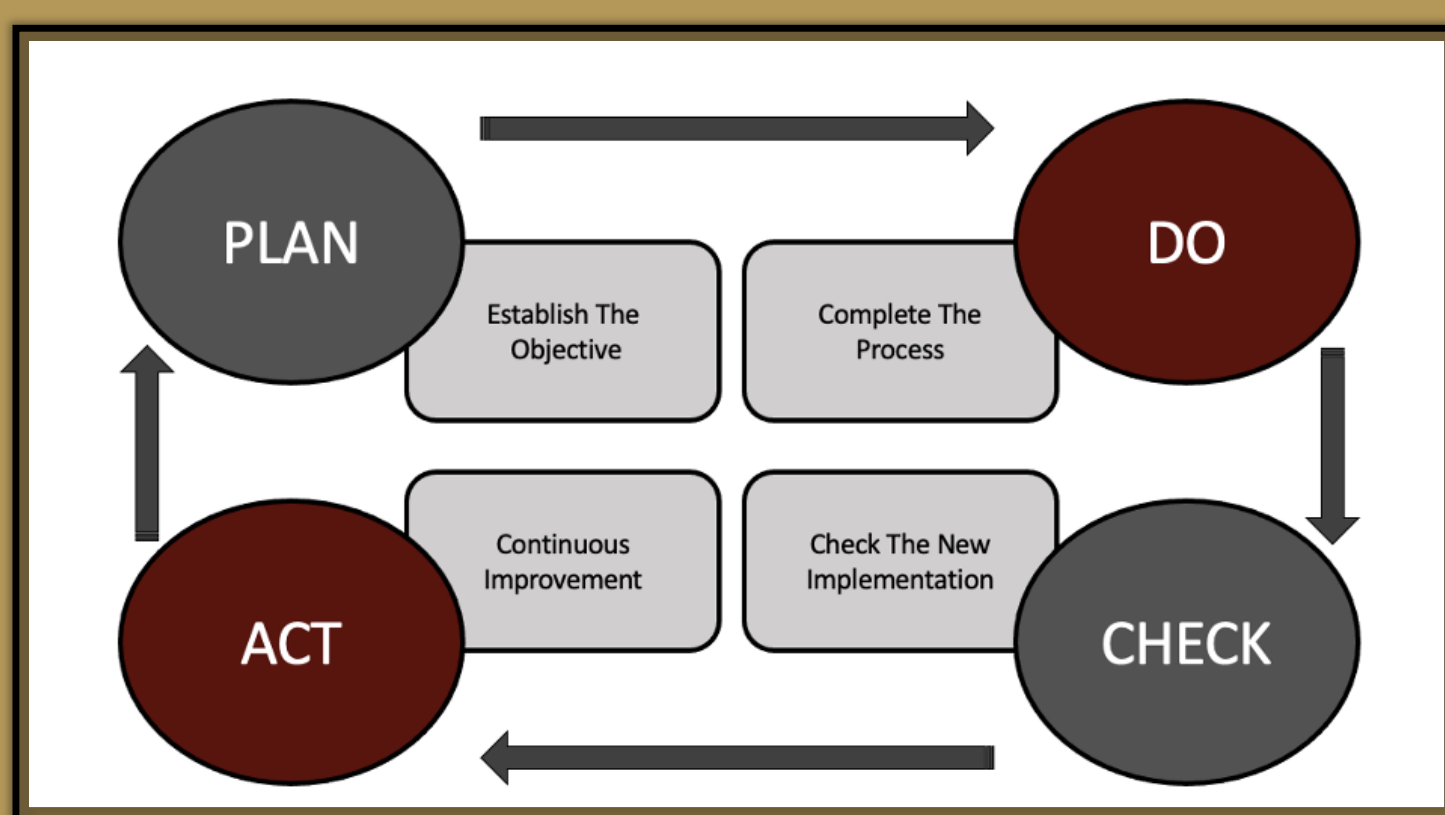 PLAN
DO
Establish The
Objective
Complete The
Process
Continuous
Improvement
Check The New
Implementation
ACT
CHECK